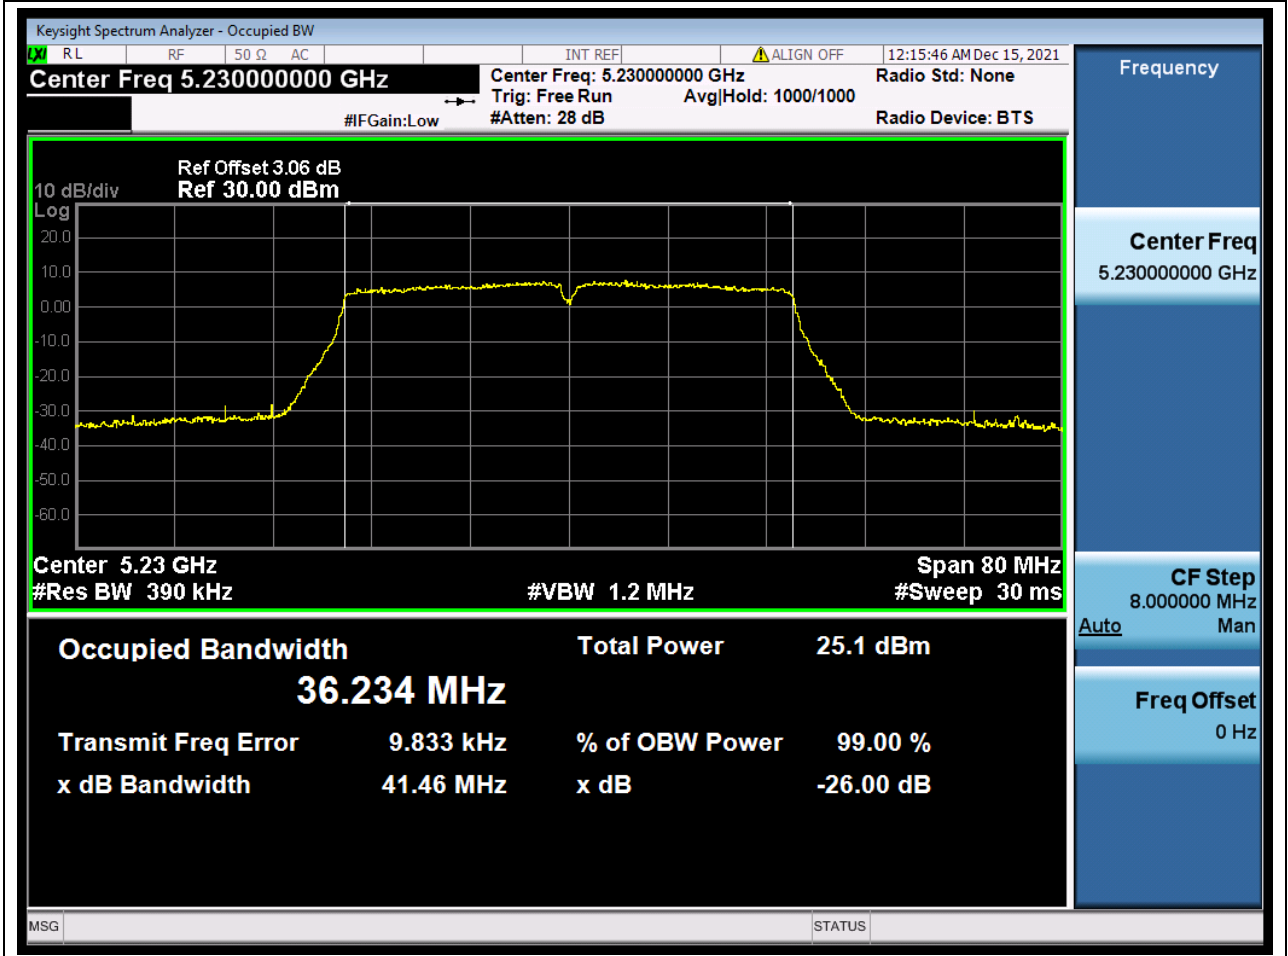 Keysight Spectrum Analyzer - Occupied BW
LXI RL RF 50 Ω AC INT REF ALIGN OFF 12:15:46 AM Dec 15, 2021
Center Freq 5.230000000 GHz
Center Freq: 5.230000000 GHz Radio Std: None
Trig: Free Run Avg|Hold: 1000/1000
#IFGain:Low #Atten: 28 dB Radio Device: BTS
Ref Offset 3.06 dB
10 dB/div Ref 30.00 dBm
Log
20.0
10.0
0.00
-10.0
-20.0
-30.0
-40.0
-50.0
-60.0
Center 5.23 GHz Span 80 MHz
#Res BW 390 kHz #VBW 1.2 MHz #Sweep 30 ms
Occupied Bandwidth Total Power 25.1 dBm
36.234 MHz
Transmit Freq Error 9.833 kHz % of OBW Power 99.00 %
x dB Bandwidth 41.46 MHz x dB -26.00 dB
Frequency
Center Freq
5.230000000 GHz
CF Step
8.000000 MHz
Auto Man
Freq Offset
0 Hz
MSG STATUS